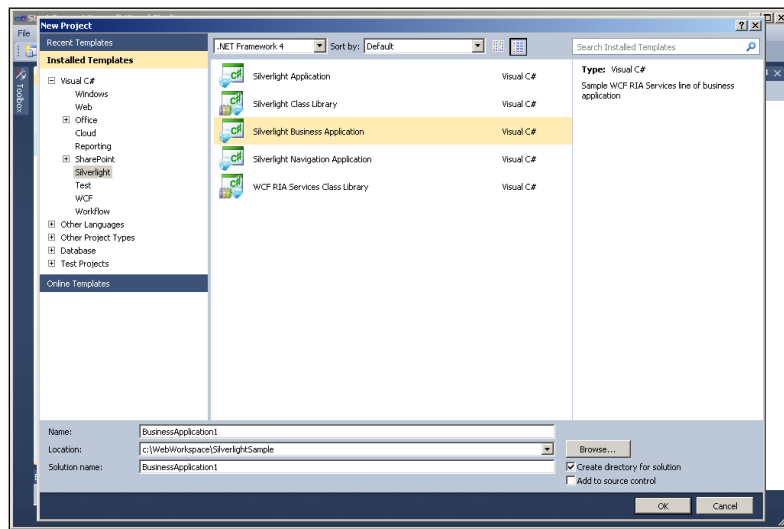 New Project
File
Recent Templates
Installed Templates
Visual C#
Windows
Web
Office
Cloud
Reporting
SharePoint
Silverlight
Test
WCF
Workflow
Other Languages
Other Project Types
Database
Test Projects
Online Templates
Toolbox
.NET Framework 4 Sort by: Default
Silverlight Application Visual C#
Silverlight Class Library Visual C#
Silverlight Business Application Visual C#
Silverlight Navigation Application Visual C#
WCF RIA Services Class Library Visual C#
Search Installed Templates
Type: Visual C#
Sample WCF RIA Services line of business
application
Name: BusinessApplication1
Location: c:\WebWorkspace\SilverlightSample Browse...
Solution name: BusinessApplication1
Create directory for solution
Add to source control
OK Cancel